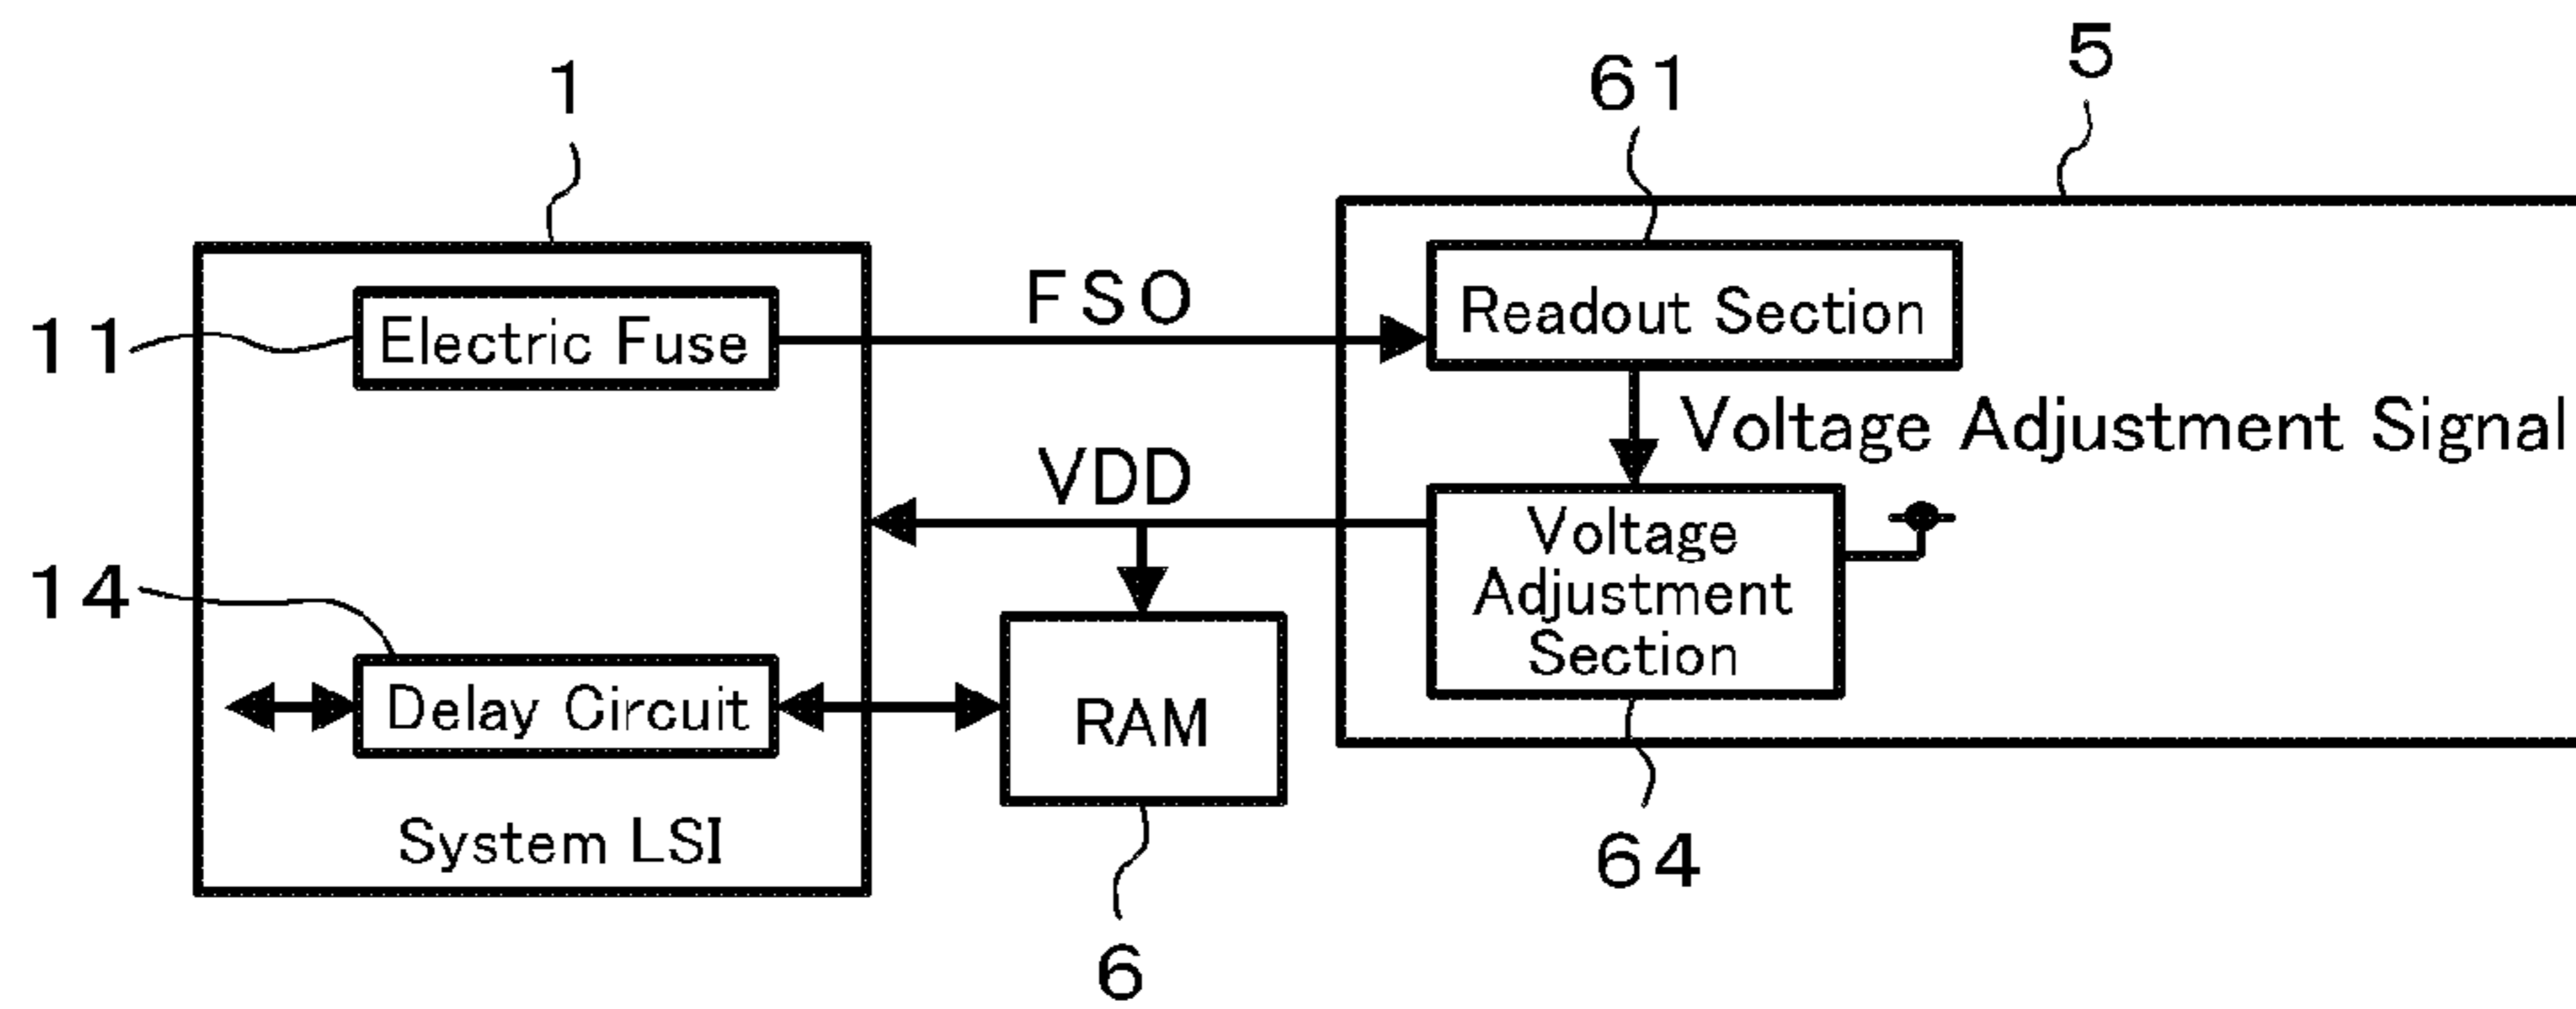 5
61
1
FSO
Readout Section
11
Electric Fuse
Voltage Adjustment Signal
VDD
Voltage
Adjustment
Section
14
Delay Circuit
RAM
System LSI
64
6